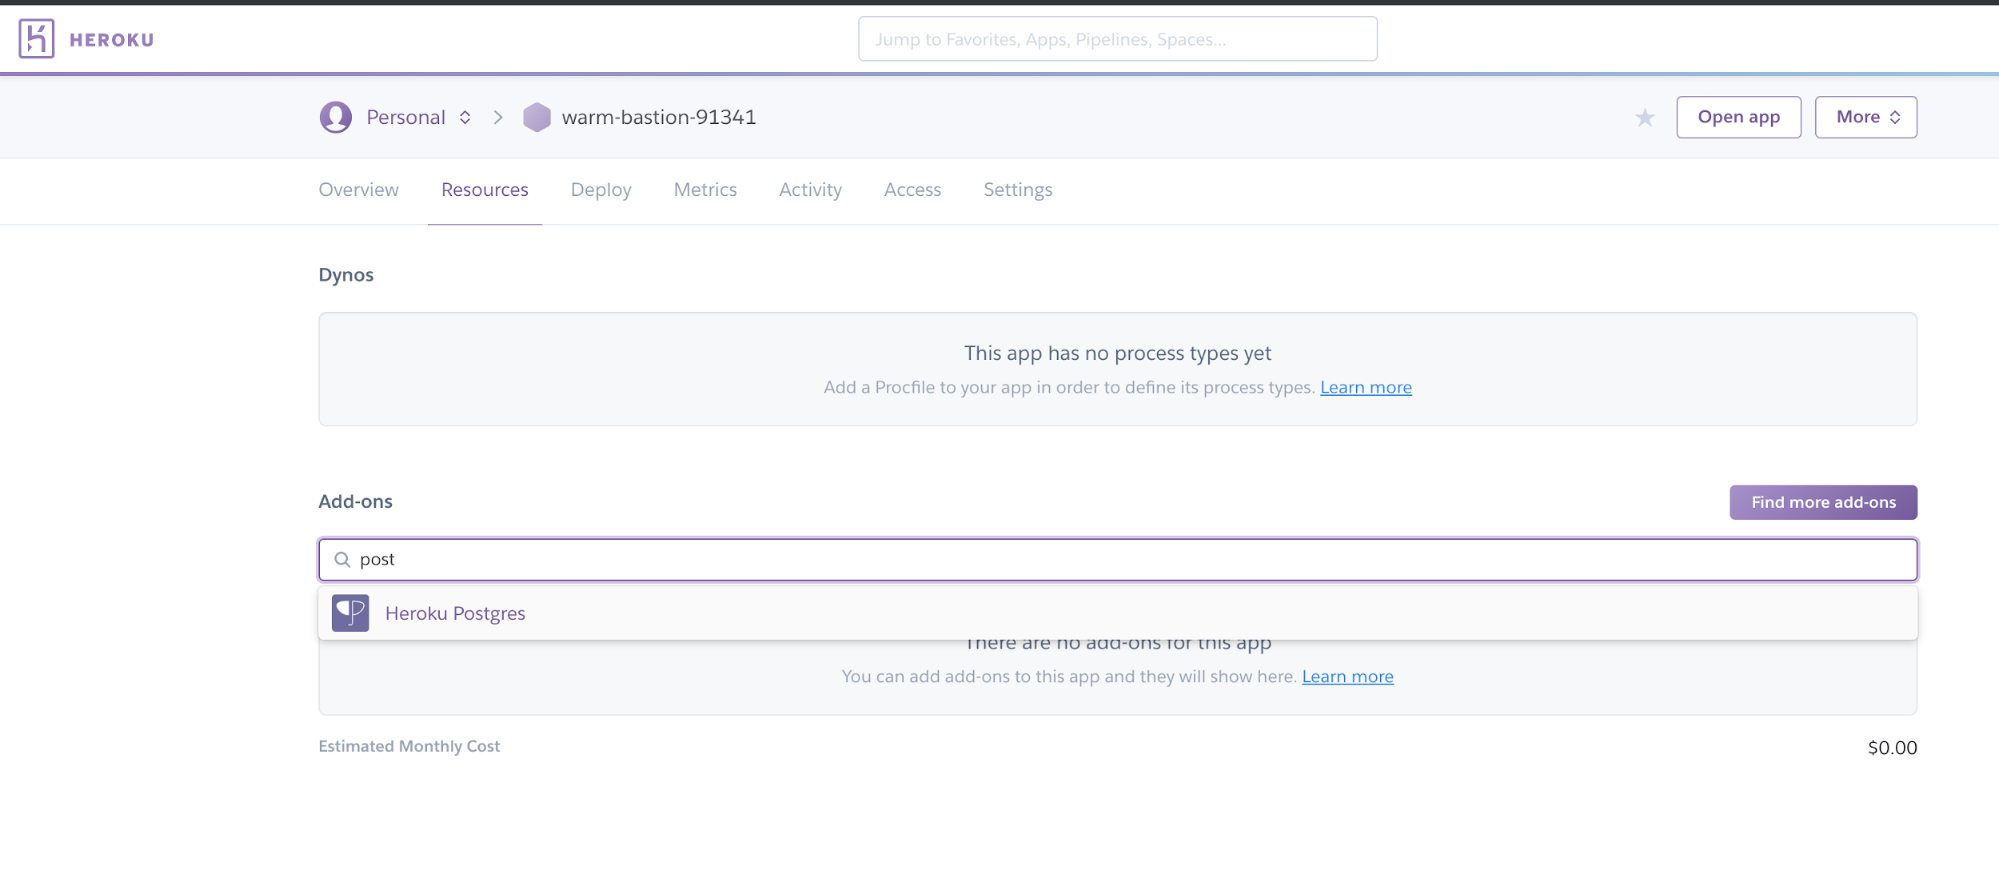 HEROKU
Jump to Favorites, Apps, Pipelines, Spaces...
Personal
warm-bastion-91341
Open app
More
Overview
Resources
Deploy
Metrics
Activity
Access
Settings
Dynos
This app has no process types yet
Add a Procfile to your app in order to define its process types. Learn more
Add-ons
Find more add-ons
post
Heroku Postgres
There are no add-ons for this app
You can add add-ons to this app and they will show here. Learn more
Estimated Monthly Cost
$0.00